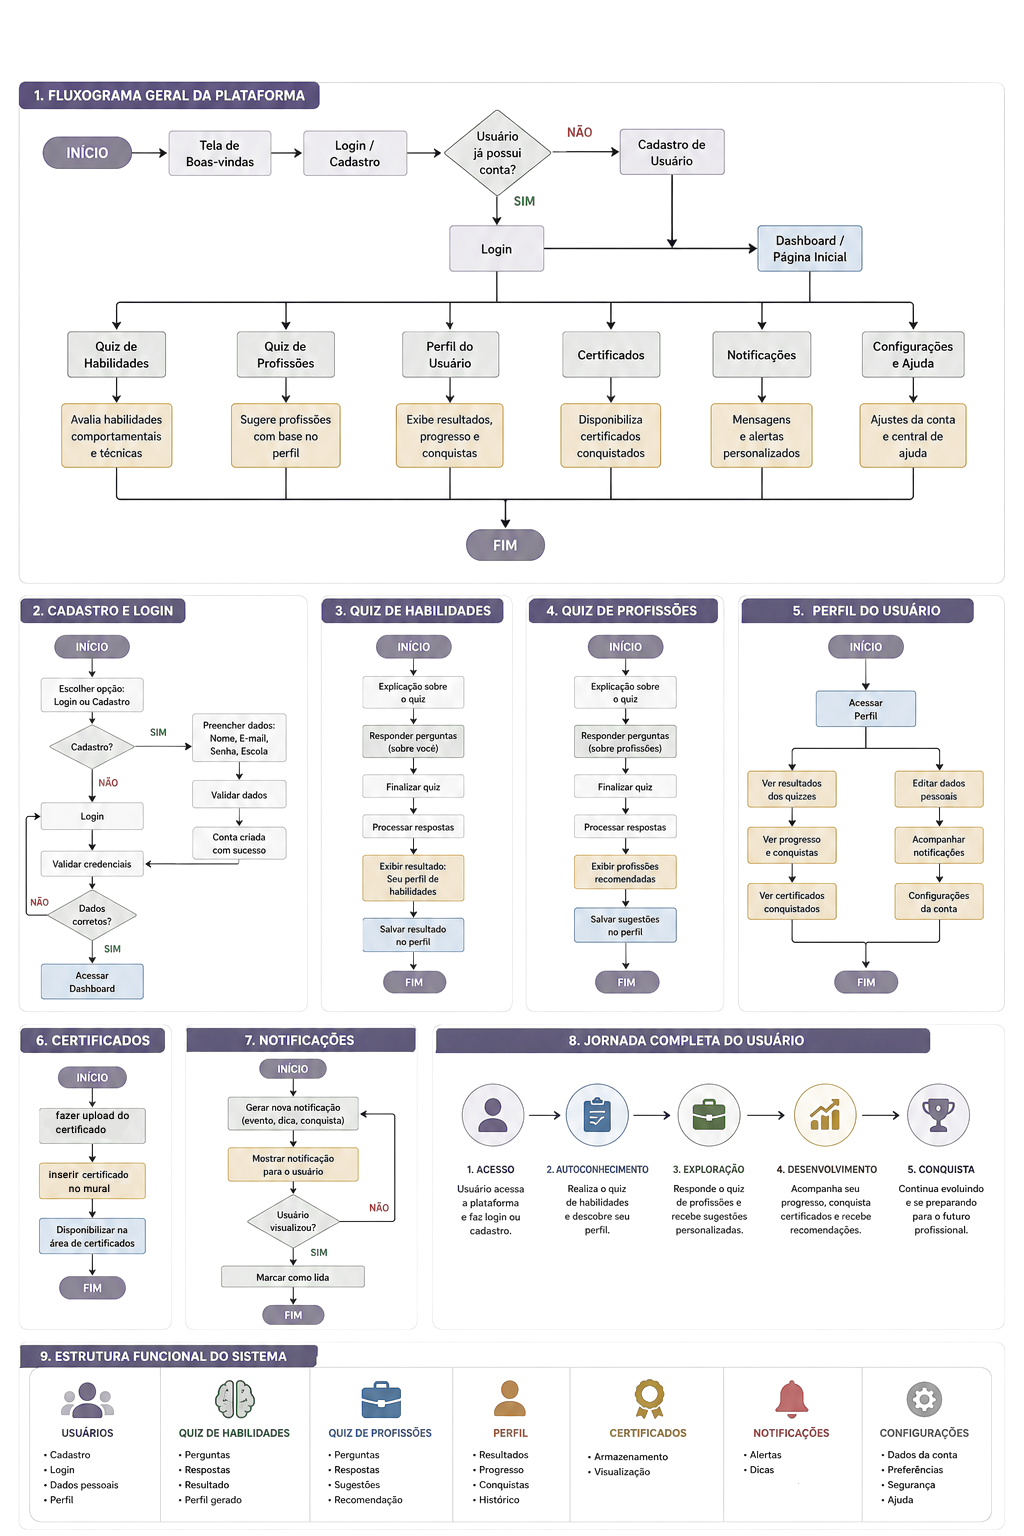 1. FLUXOGRAMA GERAL DA PLATAFORMA
INÍCIO
Tela de
Boas-vindas
Login /
Cadastro
Usuário
já possui
conta?
NÃO
Cadastro de
Usuário
SIM
Login
Dashboard /
Página Inicial
Quiz de
Habilidades
Quiz de
Profissões
Perfil do
Usuário
Certificados
Notificações
Configurações
e Ajuda
Avalia habilidades
comportamentais
e técnicas
Sugere profissões
com base no
perfil
Exibe resultados,
progresso e
conquistas
Disponibiliza
certificados
conquistados
Mensagens
e alertas
personalizados
Ajustes da conta
e central de
ajuda
FIM
2. CADASTRO E LOGIN
INÍCIO
Escolher opção:
Login ou Cadastro
Cadastro?
SIM
Preencher dados:
Nome, E-mail,
Senha, Escola
NÃO
Validar dados
Login
Conta criada
com sucesso
Validar credenciais
NÃO
Dados
corretos?
SIM
Acessar
Dashboard
3. QUIZ DE HABILIDADES
INÍCIO
Explicação sobre
o quiz
Responder perguntas
(sobre você)
Finalizar quiz
Processar respostas
Exibir resultado:
Seu perfil de
habilidades
Salvar resultado
no perfil
FIM
4. QUIZ DE PROFISSÕES
INÍCIO
Explicação sobre
o quiz
Responder perguntas
(sobre profissões)
Finalizar quiz
Processar respostas
Exibir profissões
recomendadas
Salvar sugestões
no perfil
FIM
5. PERFIL DO USUÁRIO
INÍCIO
Acessar
Perfil
Ver resultados
dos quizzes
Editar dados
pessoais
Ver progresso
e conquistas
Acompanhar
notificações
Ver certificados
conquistados
Configurações
da conta
FIM
6. CERTIFICADOS
INÍCIO
fazer upload do
certificado
inserir certificado
no mural
Disponibilizar na
área de certificados
FIM
7. NOTIFICAÇÕES
INÍCIO
Gerar nova notificação
(evento, dica, conquista)
Mostrar notificação
para o usuário
Usuário
visualizou?
NÃO
SIM
Marcar como lida
FIM
8. JORNADA COMPLETA DO USUÁRIO
1. ACESSO
Usuário acessa
a plataforma
e faz login ou
cadastro.
2. AUTOCONHECIMENTO
Realiza o quiz
de habilidades
e descobre seu
perfil.
3. EXPLORAÇÃO
Responde o quiz
de profissões e
recebe sugestões
personalizadas.
4. DESENVOLVIMENTO
Acompanha seu
progresso, conquista
certificados e recebe
recomendações.
5. CONQUISTA
Continua evoluindo
e se preparando
para o futuro
profissional.
9. ESTRUTURA FUNCIONAL DO SISTEMA
USUÁRIOS
• Cadastro
• Login
• Dados pessoais
• Perfil
QUIZ DE HABILIDADES
• Perguntas
• Respostas
• Resultado
• Perfil gerado
QUIZ DE PROFISSÕES
• Perguntas
• Respostas
• Sugestões
• Recomendação
PERFIL
• Resultados
• Progresso
• Conquistas
• Histórico
CERTIFICADOS
• Armazenamento
• Visualização
NOTIFICAÇÕES
• Alertas
• Dicas
CONFIGURAÇÕES
• Dados da conta
• Preferências
• Segurança
• Ajuda